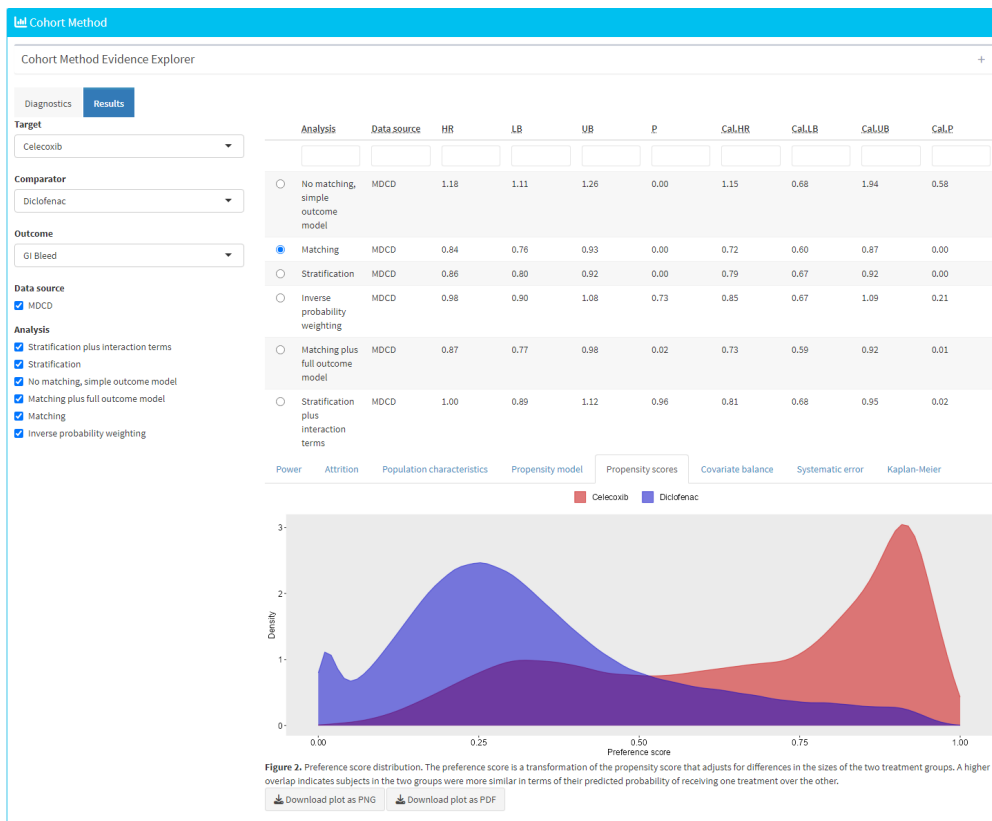 Cohort Method
Cohort Method Evidence Explorer
+
Diagnostics Results
Target
Celecoxib
Comparator
Diclofenac
Outcome
GI Bleed
Data source
MDCD
Analysis
Stratification plus interaction terms
Stratification
No matching, simple outcome model
Matching plus full outcome model
Matching
Inverse probability weighting
Analysis Data source HR LB UB P Cal.HR Cal.LB Cal.UB Cal.P
No matching, MDCD 1.18 1.11 1.26 0.00 1.15 0.68 1.94 0.58
simple
outcome
model
Matching MDCD 0.84 0.76 0.93 0.00 0.72 0.60 0.87 0.00
Stratification MDCD 0.86 0.80 0.92 0.00 0.79 0.67 0.92 0.00
Inverse MDCD 0.98 0.90 1.08 0.73 0.85 0.67 1.09 0.21
probability
weighting
Matching plus MDCD 0.87 0.77 0.98 0.02 0.73 0.59 0.92 0.01
full outcome
model
Stratification MDCD 1.00 0.89 1.12 0.96 0.81 0.68 0.95 0.02
plus
interaction
terms
Power Attrition Population characteristics Propensity model Propensity scores Covariate balance Systematic error Kaplan-Meier
Celecoxib Diclofenac
3
2
1
0
Density
0.00 0.25 0.50 0.75 1.00
Preference score
Figure 2. Preference score distribution. The preference score is a transformation of the propensity score that adjusts for differences in the sizes of the two treatment groups. A higher
overlap indicates subjects in the two groups were more similar in terms of their predicted probability of receiving one treatment over the other.
Download plot as PNG Download plot as PDF